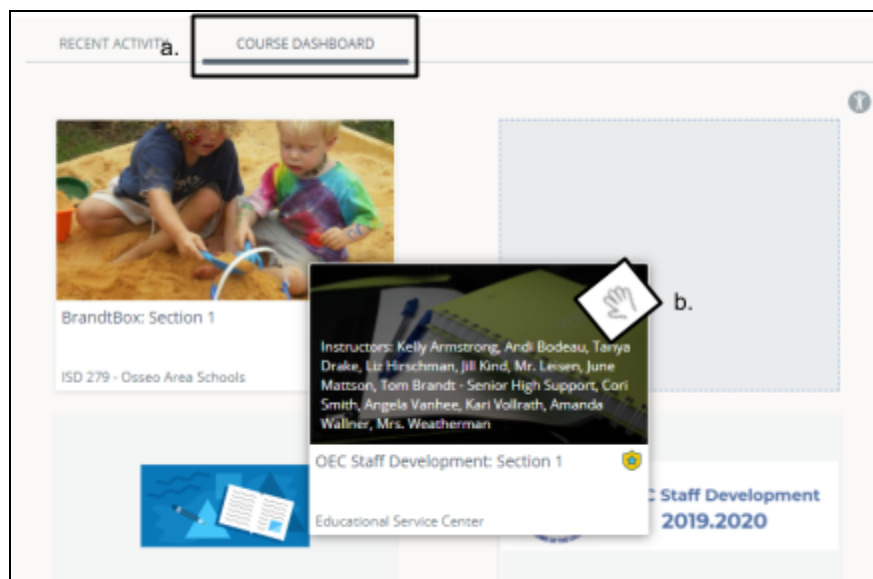 RECENT ACTIVITY
a.
COURSE DASHBOARD
BrandtBox: Section 1
ISD 279 - Osseo Area Schools
b.
Instructors: Kelly Armstrong, Andi Bodeau, Tanya
Drake, Liz Hirschman, Jill Kind, Mr. Leisen, June
Mattson, Tom Brandt - Senior High Support, Cori
Smith, Angela Vanhee, Kari Vollrath, Amanda
Wallner, Mrs. Weatherman
OEC Staff Development: Section 1
Educational Service Center
C Staff Development
2019.2020